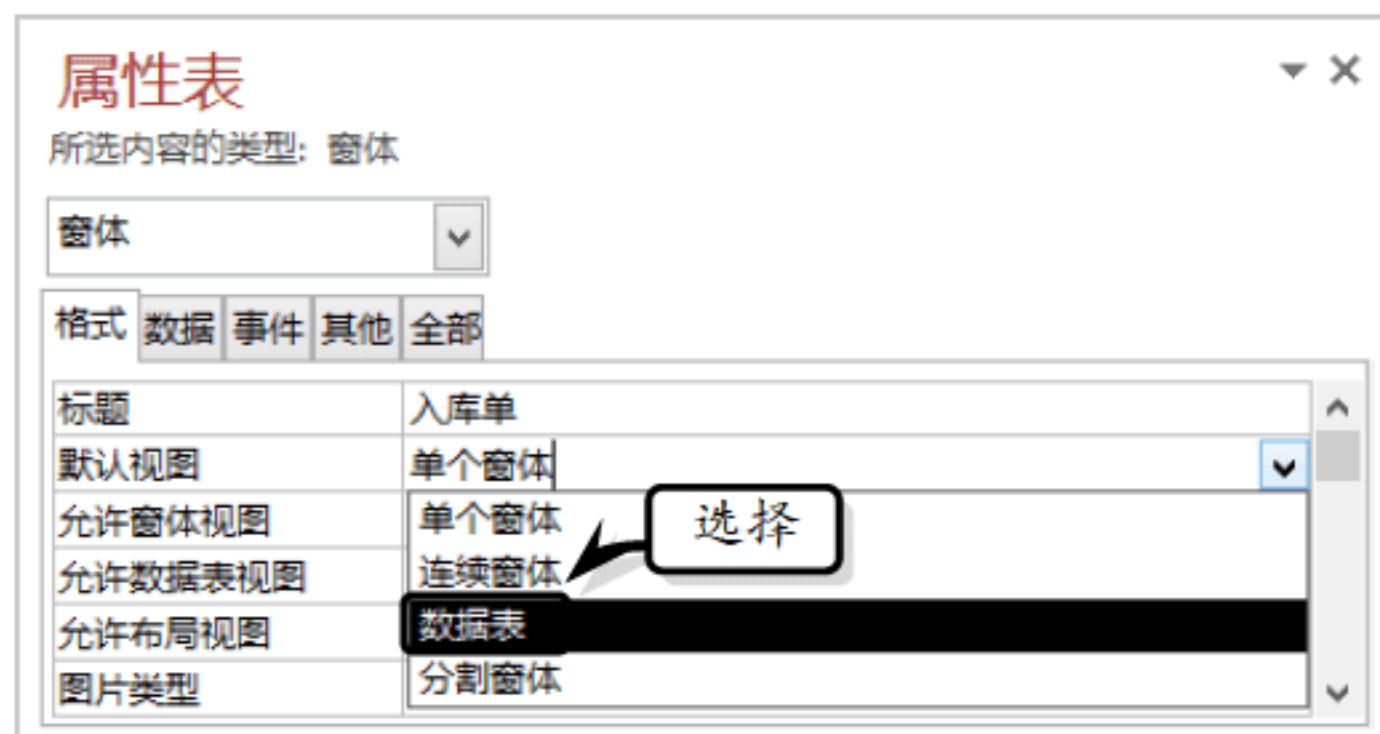 属性表
所选内容的类型: 窗体
窗体
格式 数据 事件 其他 全部
标题 入库单
默认视图 单个窗体
允许窗体视图 单个窗体 选择
允许数据表视图 连续窗体
允许布局视图 数据表
图片类型 分割窗体